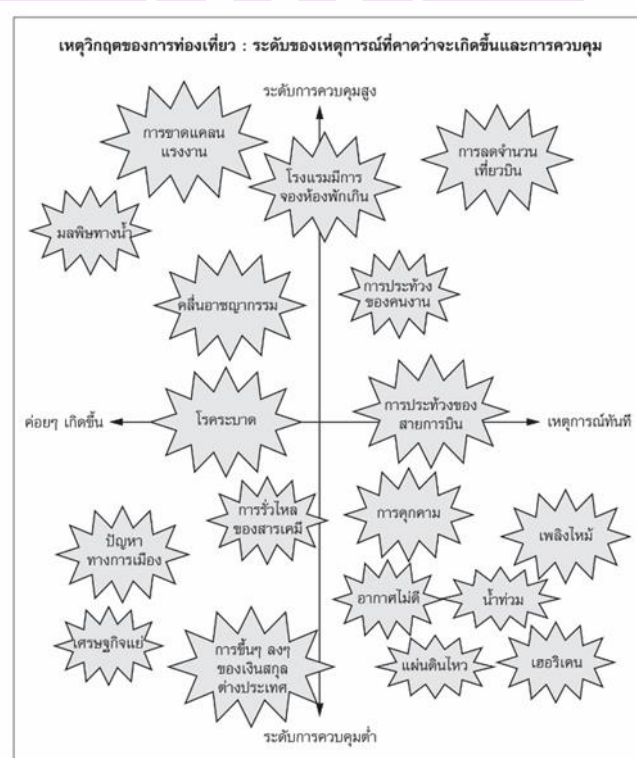 เหตุวิกฤตของการท่องเที่ยว : ระดับของเหตุการณ์ที่คาดว่าจะเกิดขึ้นและการควบคุม
ระดับการควบคุมสูง
การขาดแคลน
แรงงาน
โรงแรมมีการ
จองห้องพักเกิน
การลดจำนวน
เที่ยวบิน
มลพิษทางน้ำ
คลื่นอาชญากรรม
การประท้วง
ของคนงาน
ค่อยๆ เกิดขึ้น
โรคระบาด
การประท้วงของ
สายการบิน
เหตุการณ์ทันที
การรั่วไหล
ของสารเคมี
การคุกคาม
ปัญหา
ทางการเมือง
เพลิงไหม้
อากาศไม่ดี
น้ำท่วม
เศรษฐกิจแย่
การขึ้นๆ ลงๆ
ของเงินสกุล
ต่างประเทศ
แผ่นดินไหว
เฮอริเคน
ระดับการควบคุมต่ำ